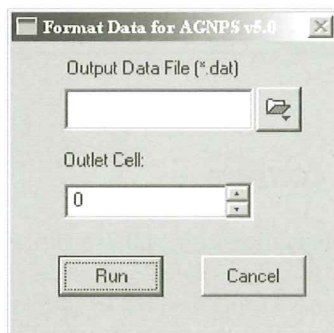 Format Data for AGNPS v5.0
Output Data File (*.dat)
Outlet Cell:
0
Run
Cancel